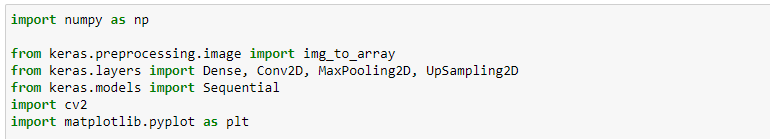 import numpy as np
from keras.preprocessing.image import img_to_array
from keras.layers import Dense, Conv2D, MaxPooling2D, UpSampling2D
from keras.models import Sequential
import cv2
import matplotlib.pyplot as plt